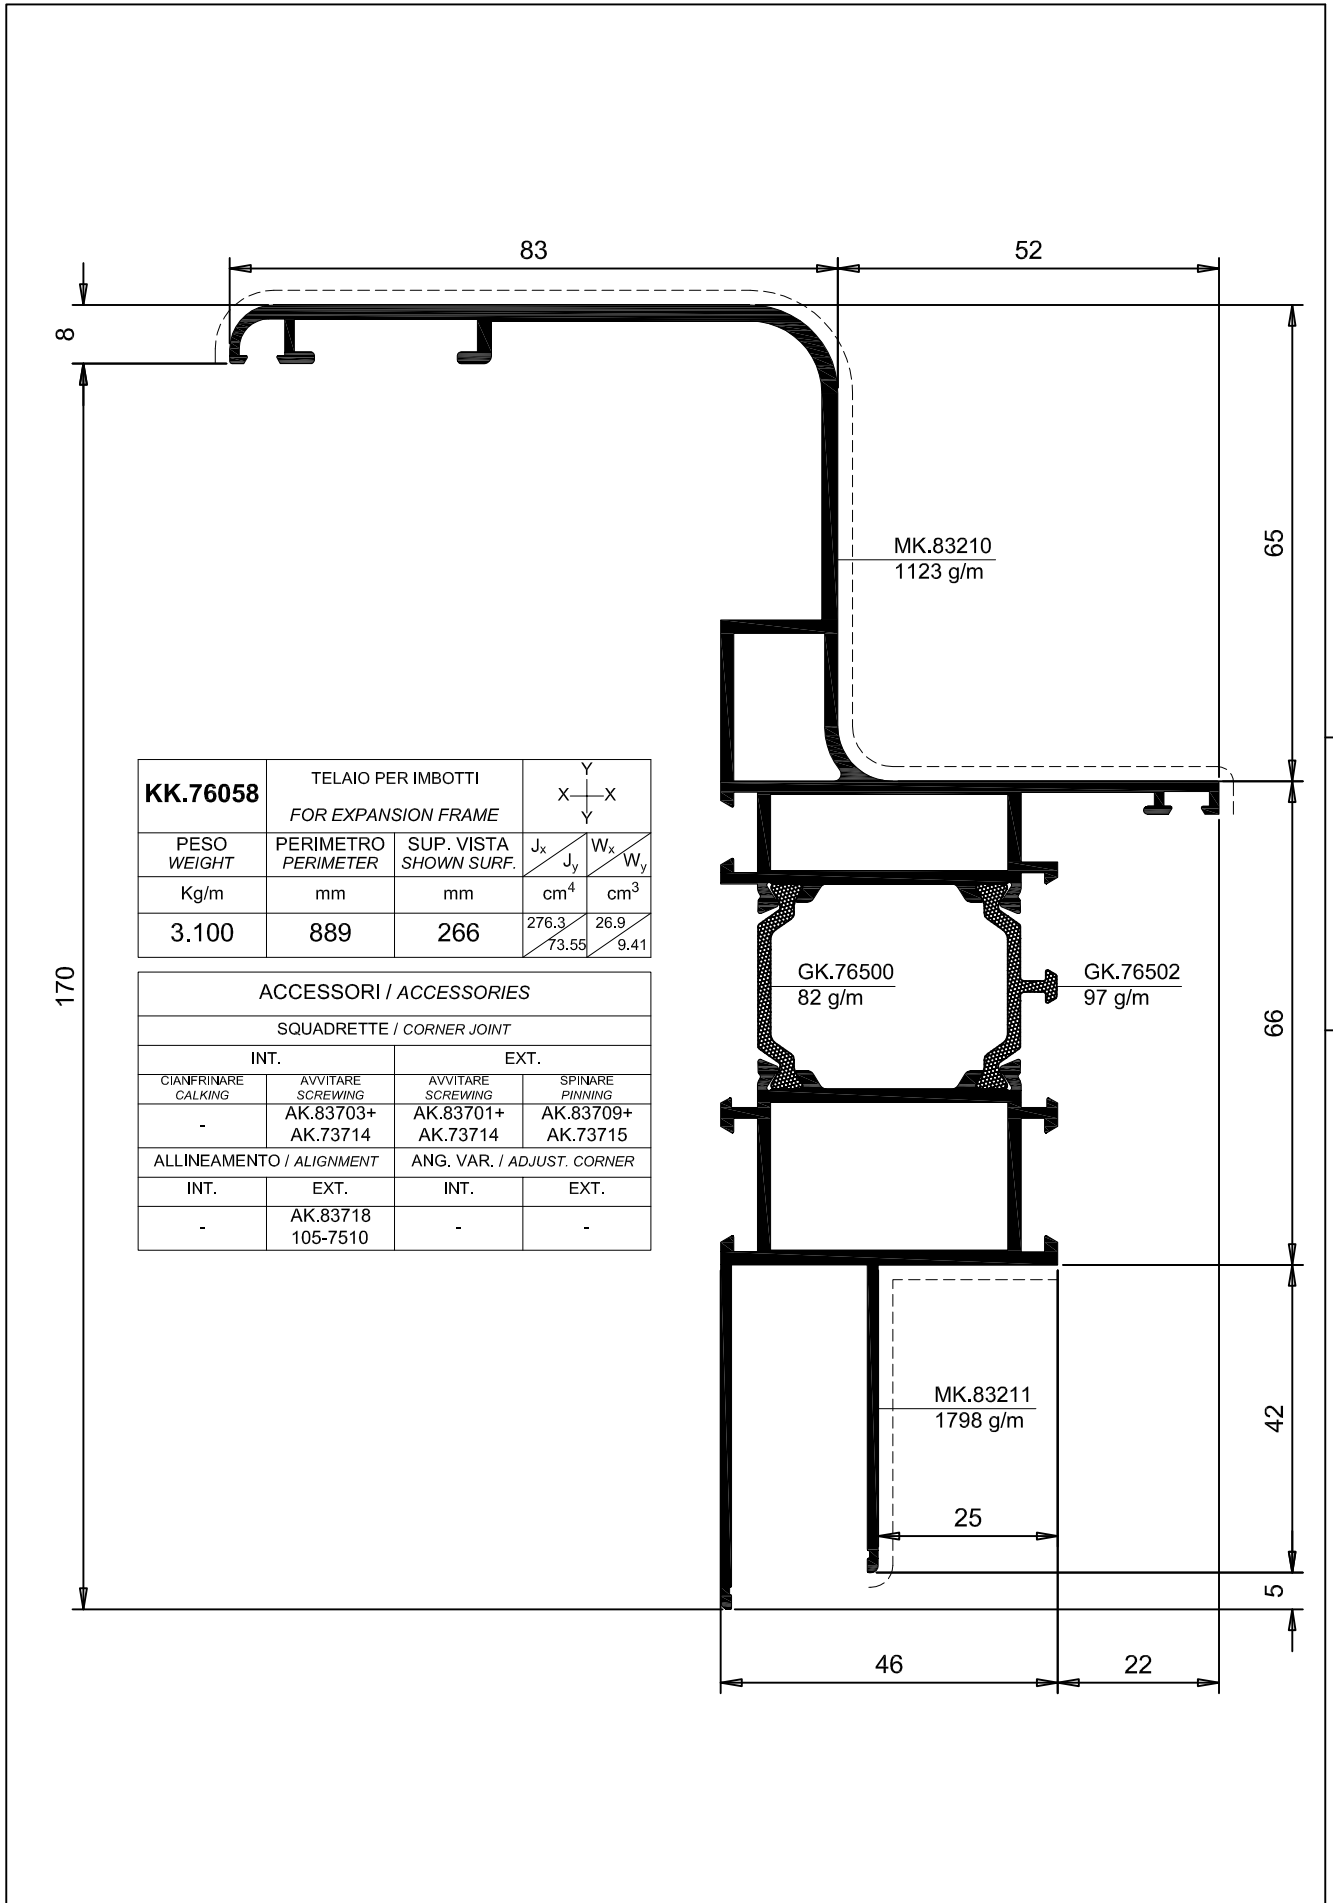 83
52
8
65
MK.83210
1123 g/m
KK.76058
TELAIO PER IMBOTTI
FOR EXPANSION FRAME
Y
X X
Y
PESO
WEIGHT
PERIMETRO
PERIMETER
SUP. VISTA
SHOWN SURF.
Jx
Jy
Wx
Wy
Kg/m
mm
mm
cm4
cm3
3.100
889
266
276.3
73.55
26.9
9.41
170
ACCESSORI / ACCESSORIES
SQUADRETTE / CORNER JOINT
INT.
EXT.
CIANFRINARE
CALKING
AVVITARE
SCREWING
AVVITARE
SCREWING
SPINARE
PINNING
-
AK.83703+
AK.73714
AK.83701+
AK.73714
AK.83709+
AK.73715
ALLINEAMENTO / ALIGNMENT
ANG. VAR. / ADJUST. CORNER
INT.
EXT.
INT.
EXT.
-
AK.83718
105-7510
-
-
GK.76500
82 g/m
GK.76502
97 g/m
66
MK.83211
1798 g/m
42
25
5
46
22